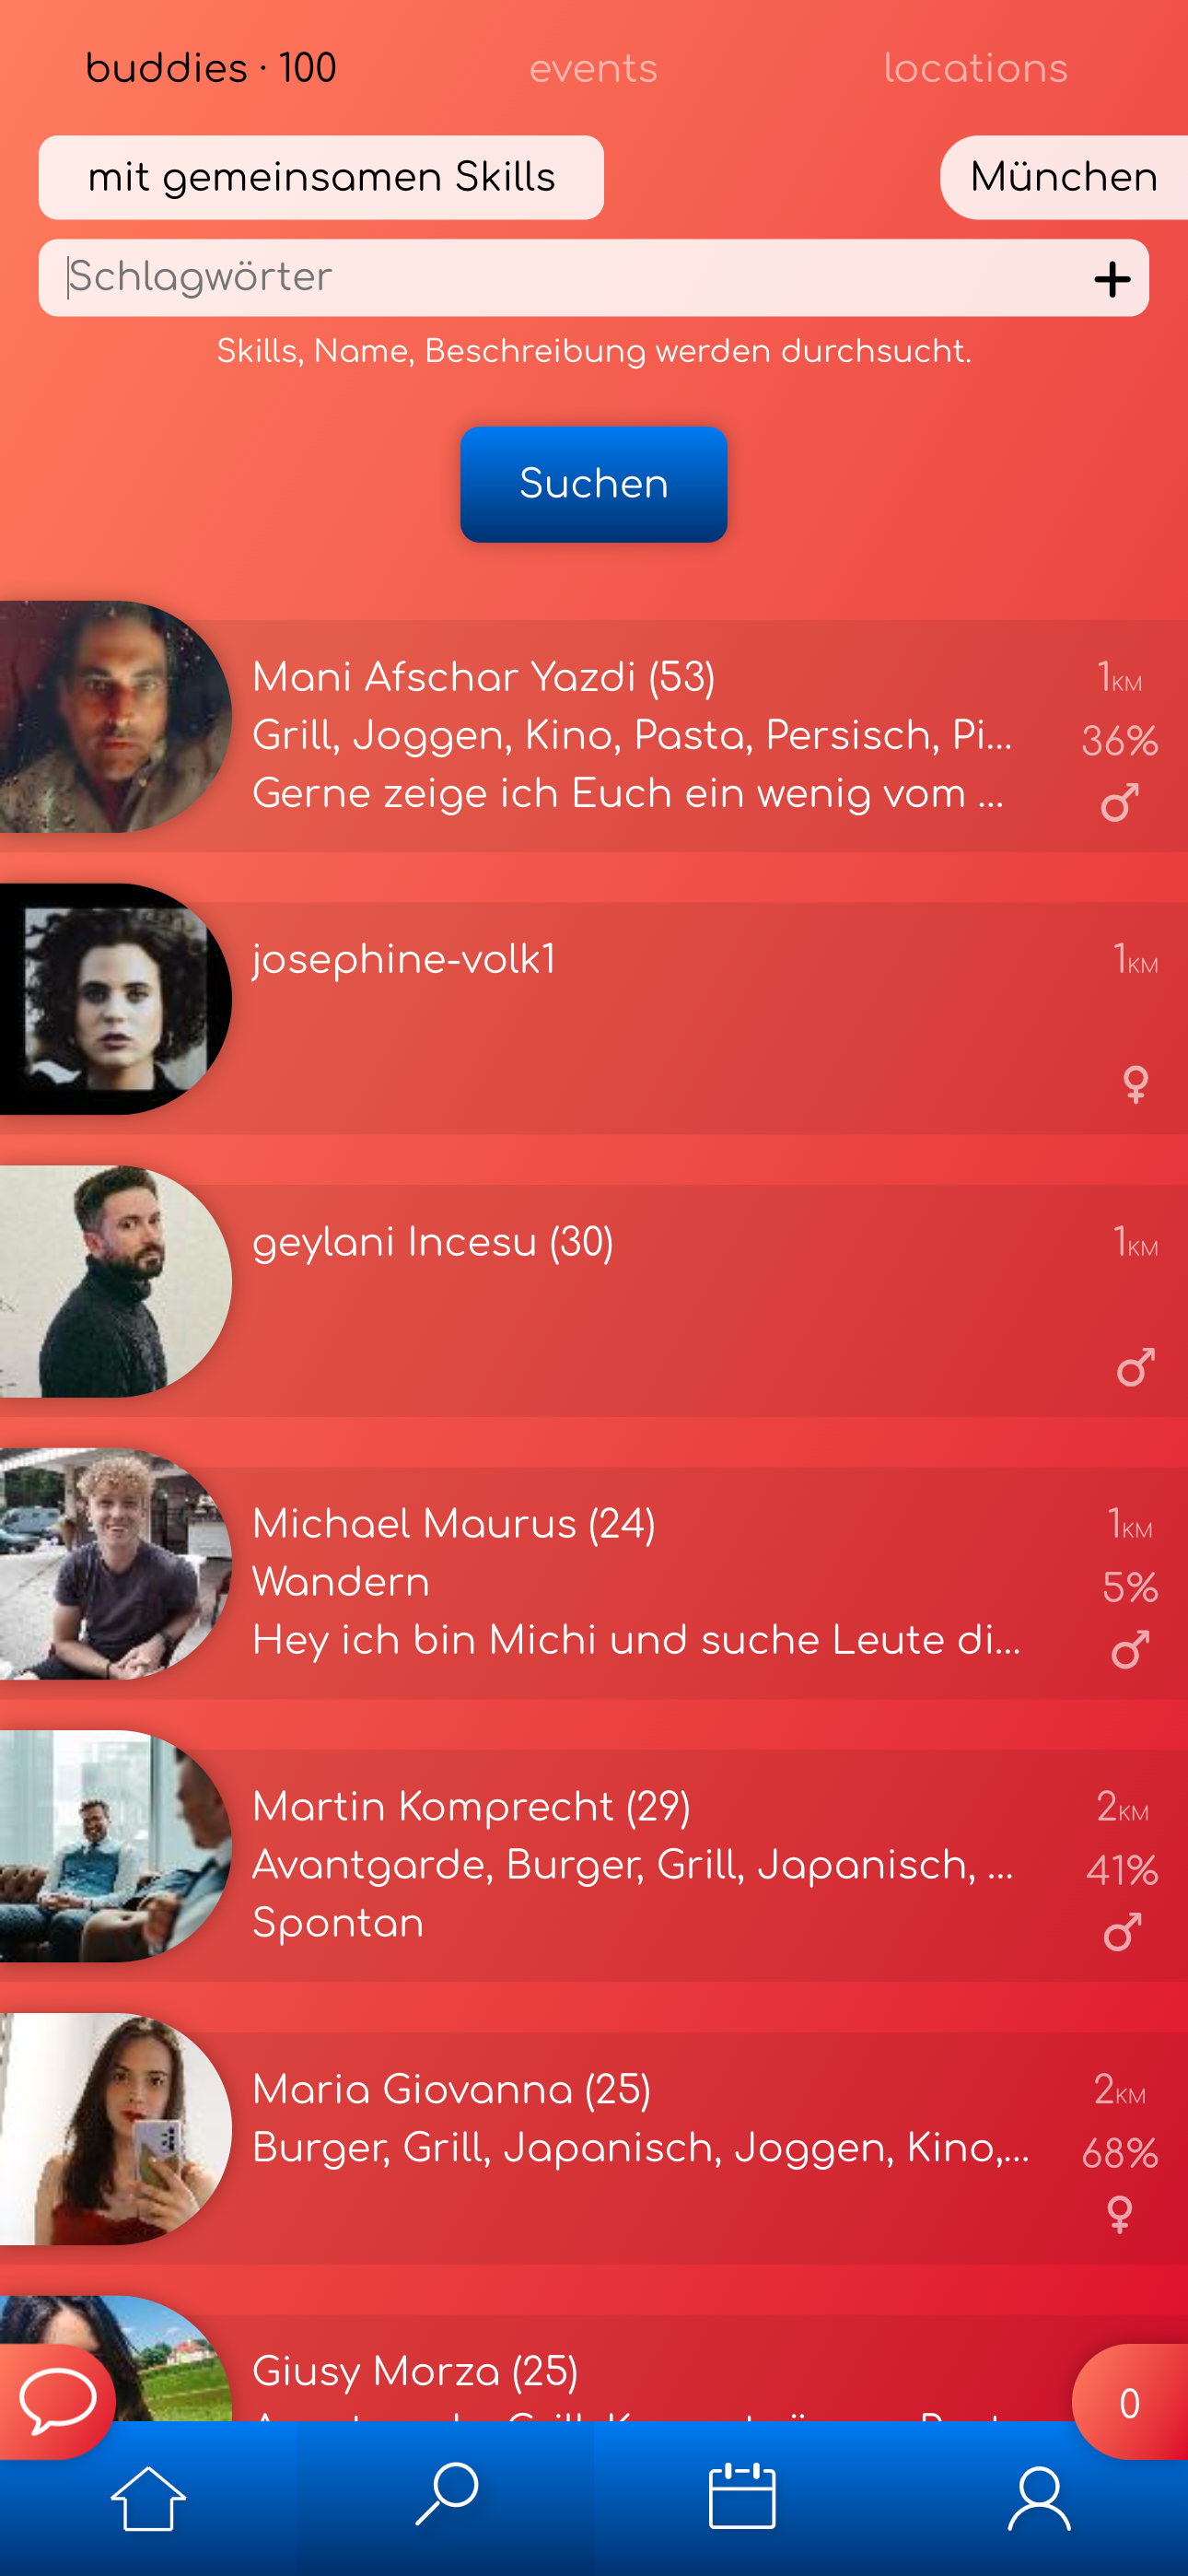 buddies · 100 events locations
mit gemeinsamen Skills München
Schlagwörter
Skills, Name, Beschreibung werden durchsucht.
Suchen
Mani Afschar Yazdi (53) 1KM
Grill, Joggen, Kino, Pasta, Persisch, Pi... 36%
Gerne zeige ich Euch ein wenig vom ...
josephine-volk1 1KM
geylani Incesu (30) 1KM
Michael Maurus (24) 1KM
Wandern 5%
Hey ich bin Michi und suche Leute di...
Martin Komprecht (29) 2KM
Avantgarde, Burger, Grill, Japanisch, ... 41%
Spontan
Maria Giovanna (25) 2KM
Burger, Grill, Japanisch, Joggen, Kino,... 68%
Giusy Morza (25)
0